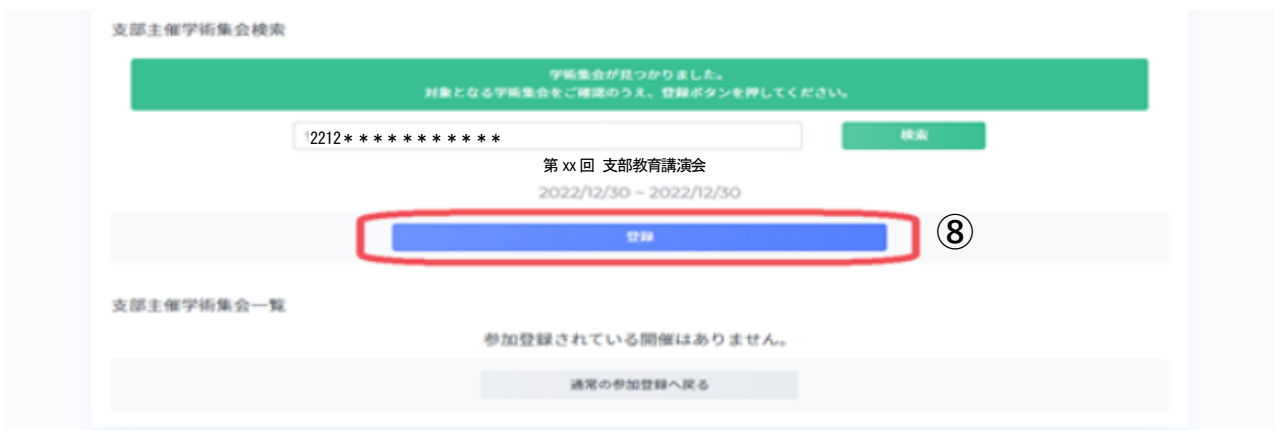 支部主催学術集会検索
学術集会が見つかりました。
対象となる学術集会をご確認のうえ、登録ボタンを押してください。
2212＊＊＊＊＊＊＊＊＊＊＊
検索
第 xx 回 支部教育講演会
2022/12/30 ~ 2022/12/30
登録
⑧
支部主催学術集会一覧
参加登録されている開催はありません。
通常の参加登録へ戻る